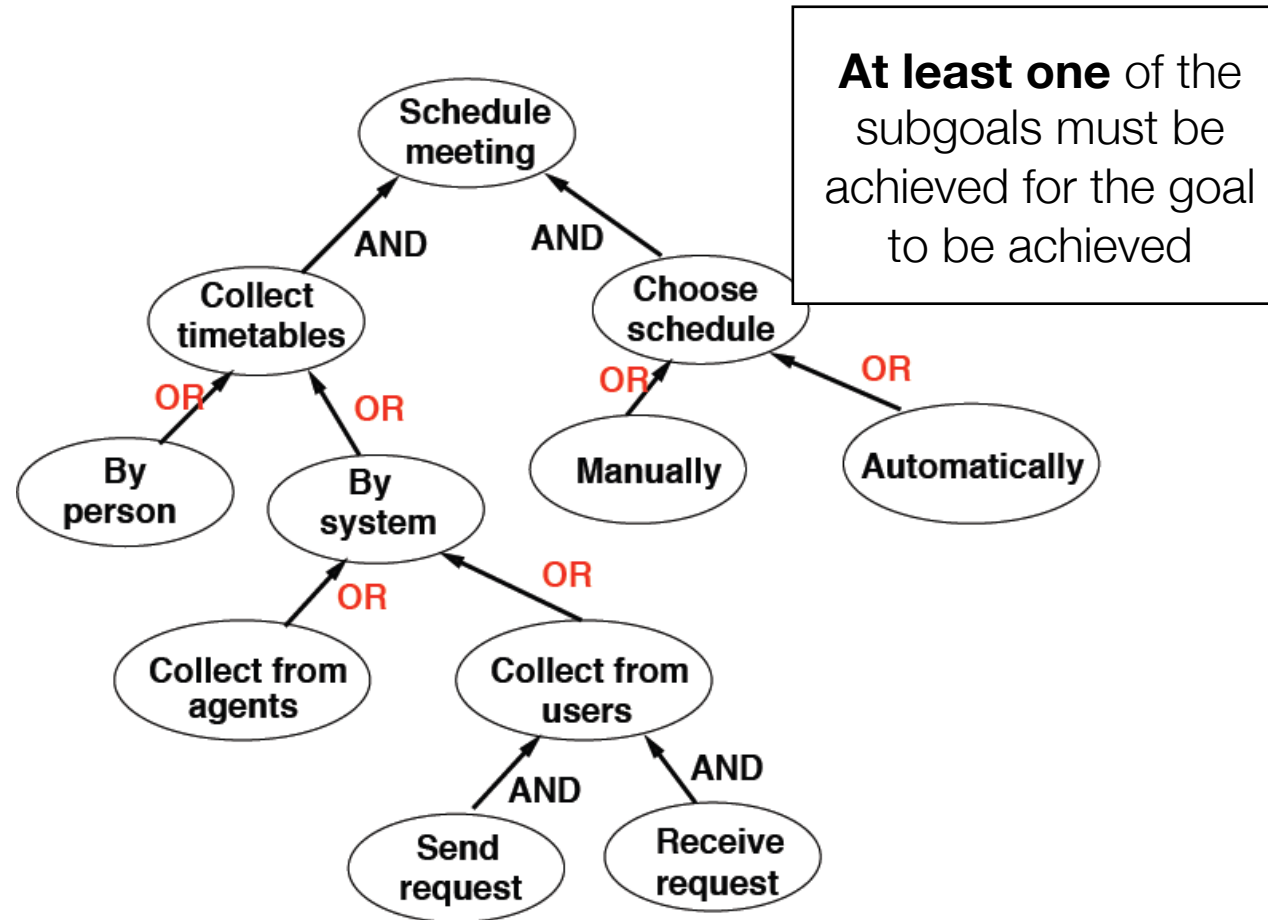 At least one of the
subgoals must be
achieved for the goal
to be achieved
Schedule
meeting
AND
AND
Collect
timetables
Choose
schedule
OR
OR
OR
OR
By
person
By
system
Manually
Automatically
OR
OR
Collect from
agents
Collect from
users
AND
AND
Send
request
Receive
request